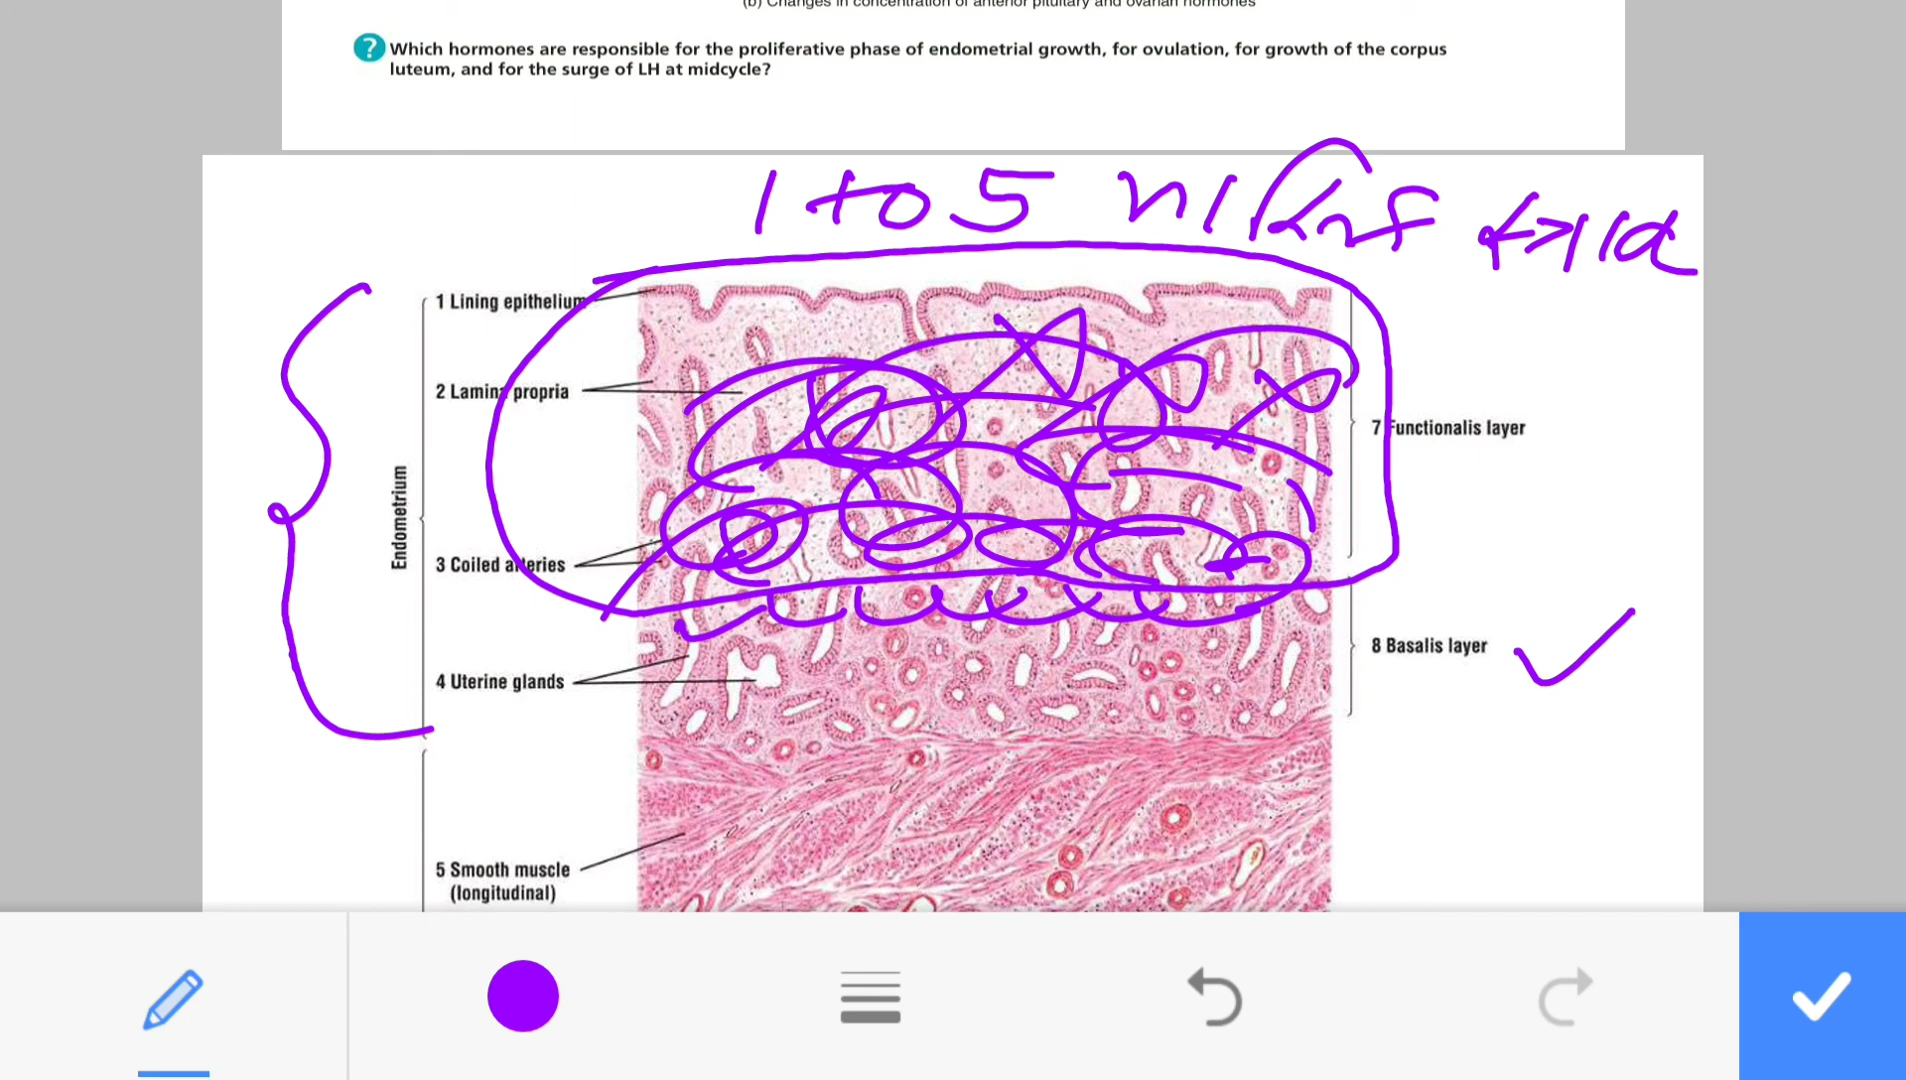 Which hormones are responsible for the proliferative phase of endometrial growth, for ovulation, for growth of the corpus
luteum, and for the surge of LH at midcycle?
1 to 5
1 Lining epithelium
2 Lamina propria
7 Functionalis layer
Endometrium
3 Coiled arteries
8 Basalis layer
4 Uterine glands
5 Smooth muscle
(longitudinal)